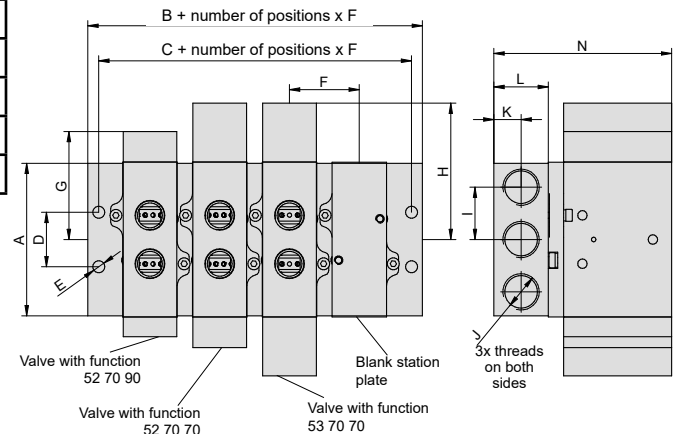 B + number of positions x F
C + number of positions x F
F
N
L
K
H
G
A
D
E
I
J
3x threads
on both
sides
Valve with function
52 70 90
Valve with function
52 70 70
Valve with function
53 70 70
Blank station
plate